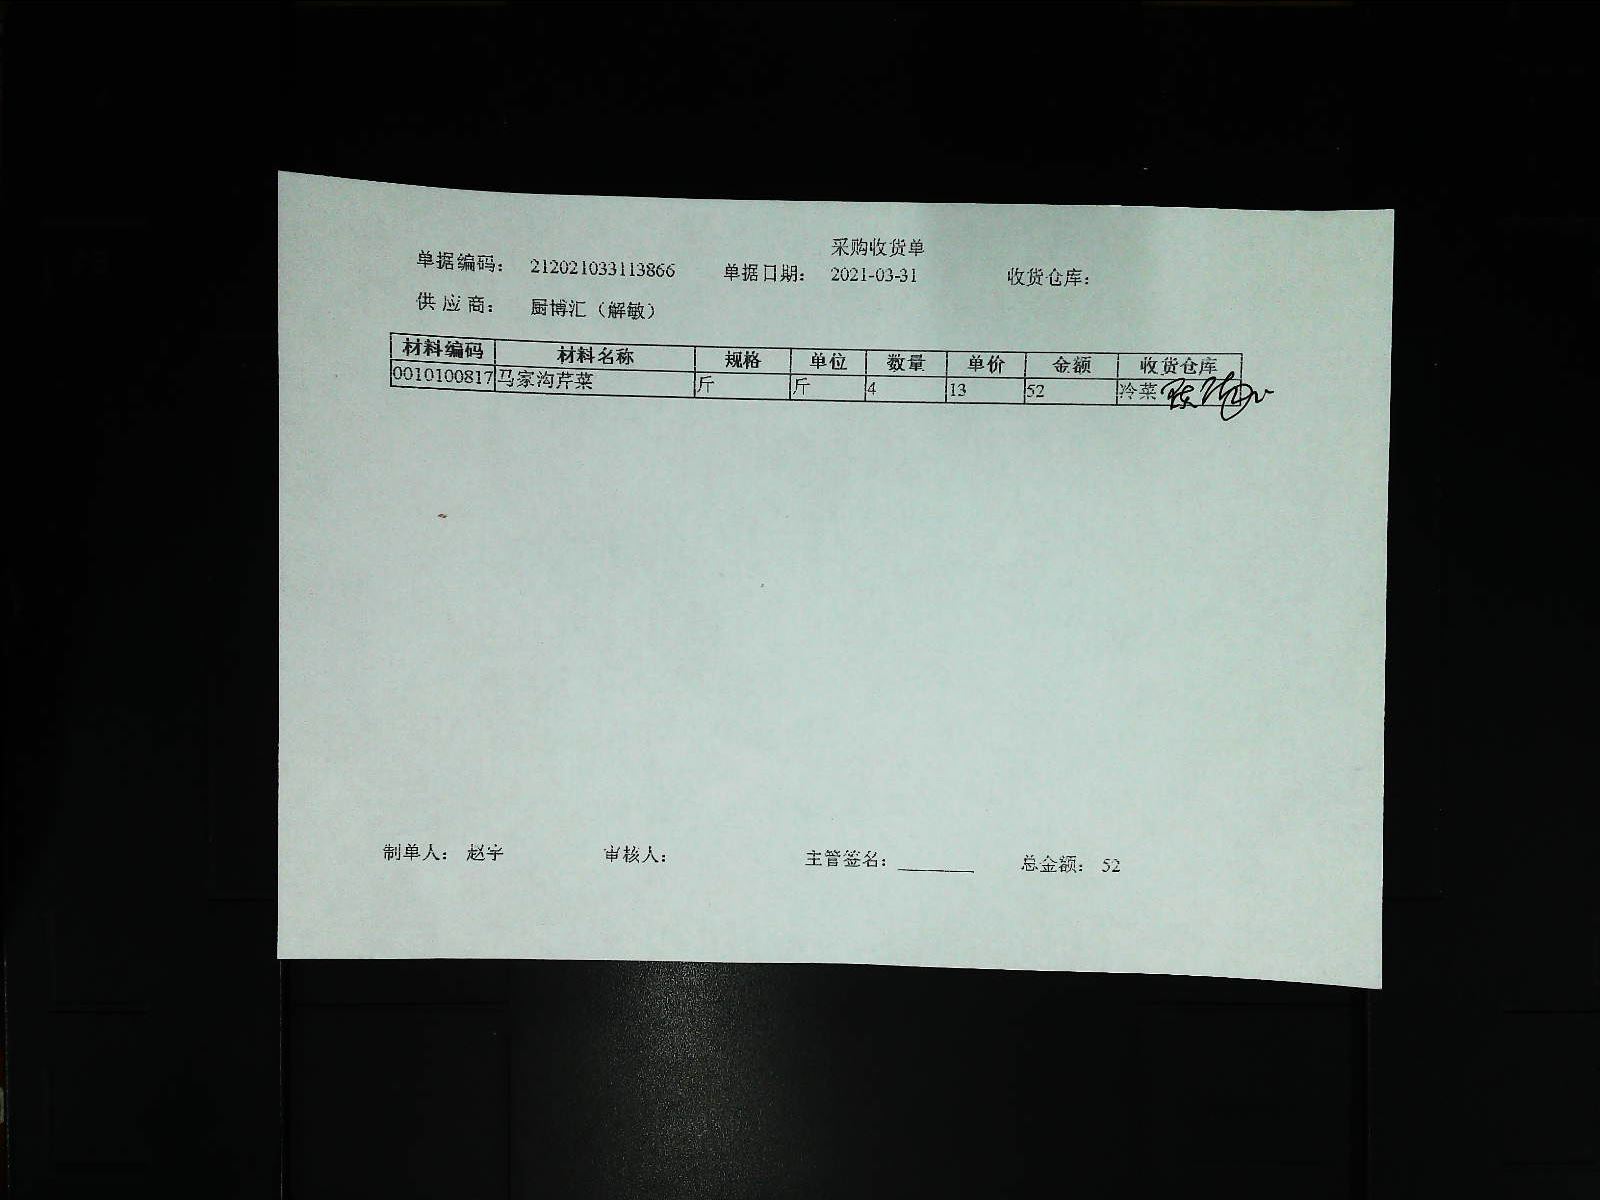 采购收货单
单据编码： 212021033113866 单据日期： 2021-03-31 收货仓库：
供 应 商： 厨博汇（解敏）
材料编码 材料名称 规格 单位 数量 单价 金额 收货仓库
0010100817 马家沟芹菜 斤 斤 4 13 52 冷菜
制单人： 赵宇 审核人： 主管签名： 总金额： 52